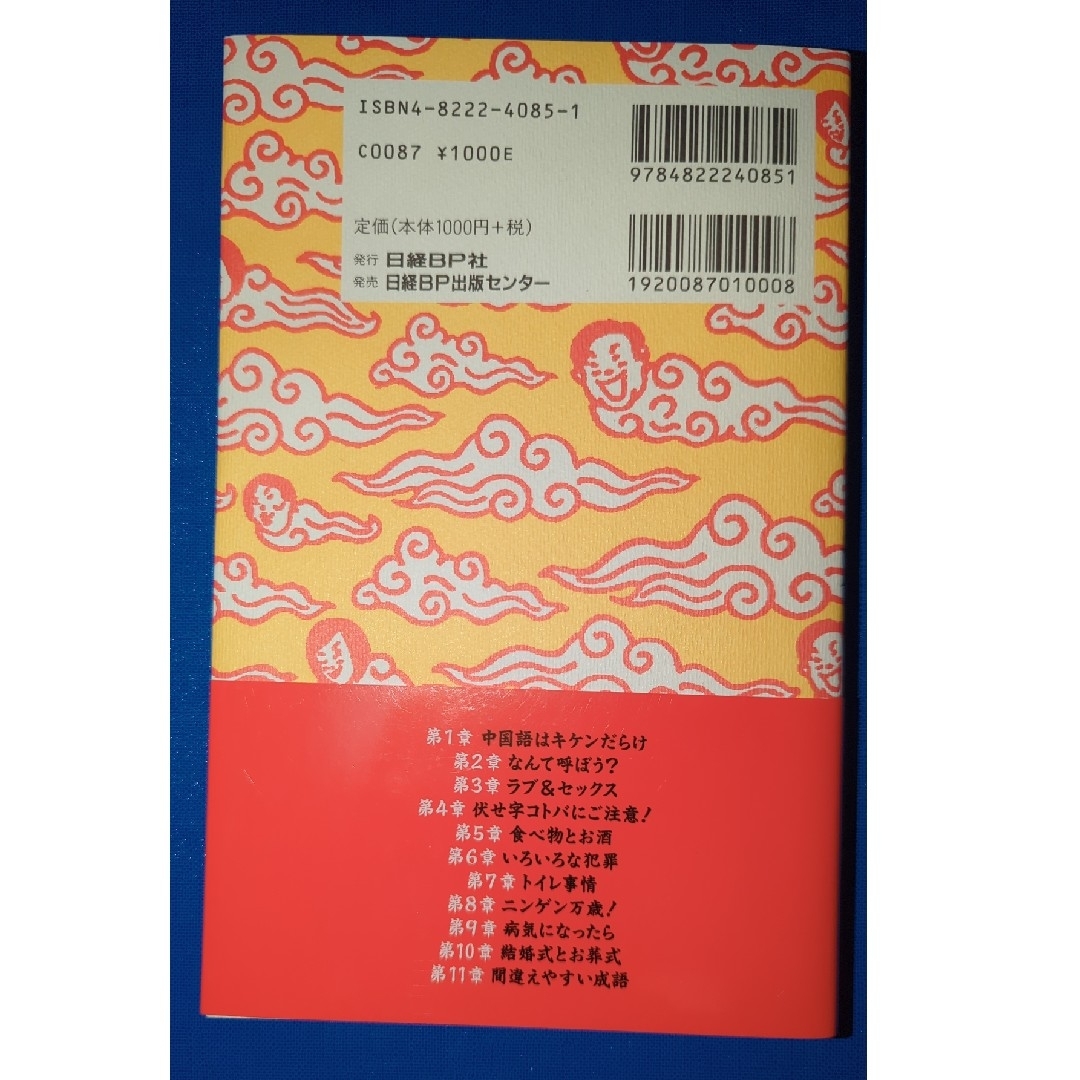 ISBN4-8222-4085-1
C0087 ¥1000E
9784822240851
定価(本体1000円+税)
発行 日経BP社
発売 日経BP出版センター
1920087010008
第1章 中国語はキケンだらけ
第2章 なんて呼ぼう?
第3章 ラブ&セックス
第4章 伏せ字コトバにご注意!
第5章 食べ物とお酒
第6章 いろいろな犯罪
第7章 トイレ事情
第8章 ニンゲン万歳!
第9章 病気になったら
第10章 結婚式とお葬式
第11章 間違えやすい成語